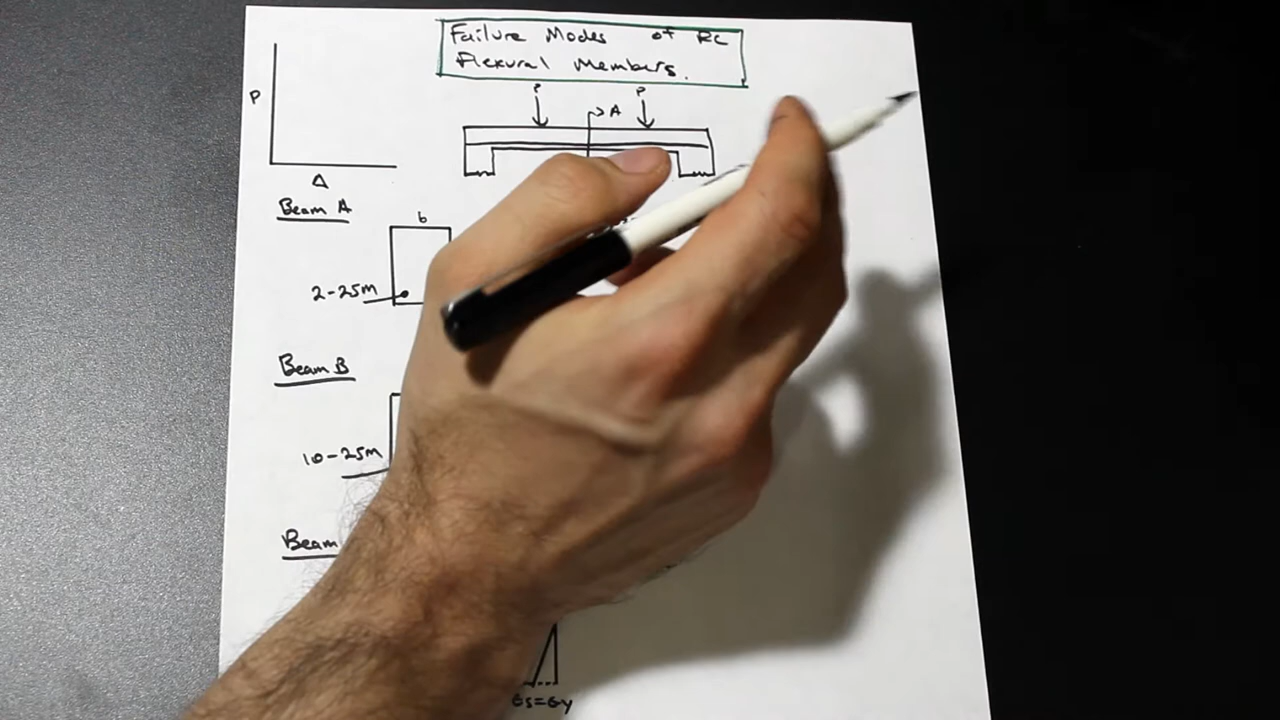 Failure Modes of RC
Flexural Members.
P
P
P
A
Δ
Beam A
b
2-25M
Beam B
10-25M
Beam
εs=εy